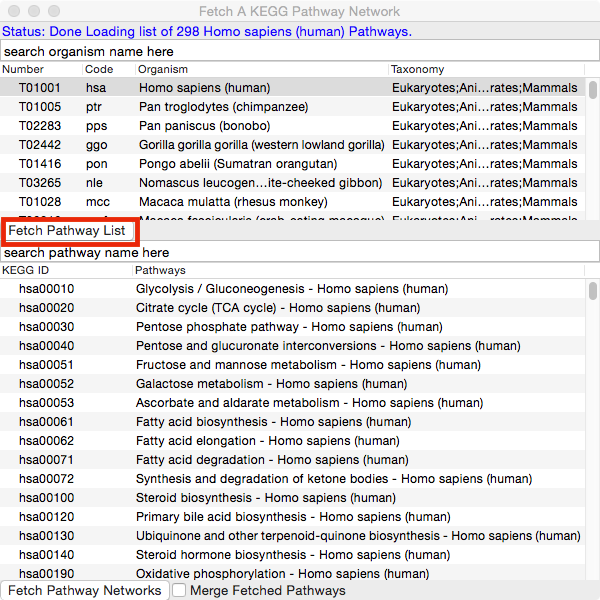 Fetch A KEGG Pathway Network
Status: Done Loading list of 298 Homo sapiens (human) Pathways.
search organism name here
Number Code Organism Taxonomy
T01001 hsa Homo sapiens (human) Eukaryotes;Ani...rates;Mammals
T01005 ptr Pan troglodytes (chimpanzee) Eukaryotes;Ani...rates;Mammals
T02283 pps Pan paniscus (bonobo) Eukaryotes;Ani...rates;Mammals
T02442 ggo Gorilla gorilla gorilla (western lowland gorilla) Eukaryotes;Ani...rates;Mammals
T01416 pon Pongo abelii (Sumatran orangutan) Eukaryotes;Ani...rates;Mammals
T03265 nle Nomascus leucogen...ite-cheeked gibbon) Eukaryotes;Ani...rates;Mammals
T01028 mcc Macaca mulatta (rhesus monkey) Eukaryotes;Ani...rates;Mammals
Fetch Pathway List
search pathway name here
KEGG ID Pathways
hsa00010 Glycolysis / Gluconeogenesis - Homo sapiens (human)
hsa00020 Citrate cycle (TCA cycle) - Homo sapiens (human)
hsa00030 Pentose phosphate pathway - Homo sapiens (human)
hsa00040 Pentose and glucuronate interconversions - Homo sapiens (human)
hsa00051 Fructose and mannose metabolism - Homo sapiens (human)
hsa00052 Galactose metabolism - Homo sapiens (human)
hsa00053 Ascorbate and aldarate metabolism - Homo sapiens (human)
hsa00061 Fatty acid biosynthesis - Homo sapiens (human)
hsa00062 Fatty acid elongation - Homo sapiens (human)
hsa00071 Fatty acid degradation - Homo sapiens (human)
hsa00072 Synthesis and degradation of ketone bodies - Homo sapiens (human)
hsa00100 Steroid biosynthesis - Homo sapiens (human)
hsa00120 Primary bile acid biosynthesis - Homo sapiens (human)
hsa00130 Ubiquinone and other terpenoid-quinone biosynthesis - Homo sapiens (human)
hsa00140 Steroid hormone biosynthesis - Homo sapiens (human)
hsa00190 Oxidative phosphorylation - Homo sapiens (human)
Fetch Pathway Networks Merge Fetched Pathways